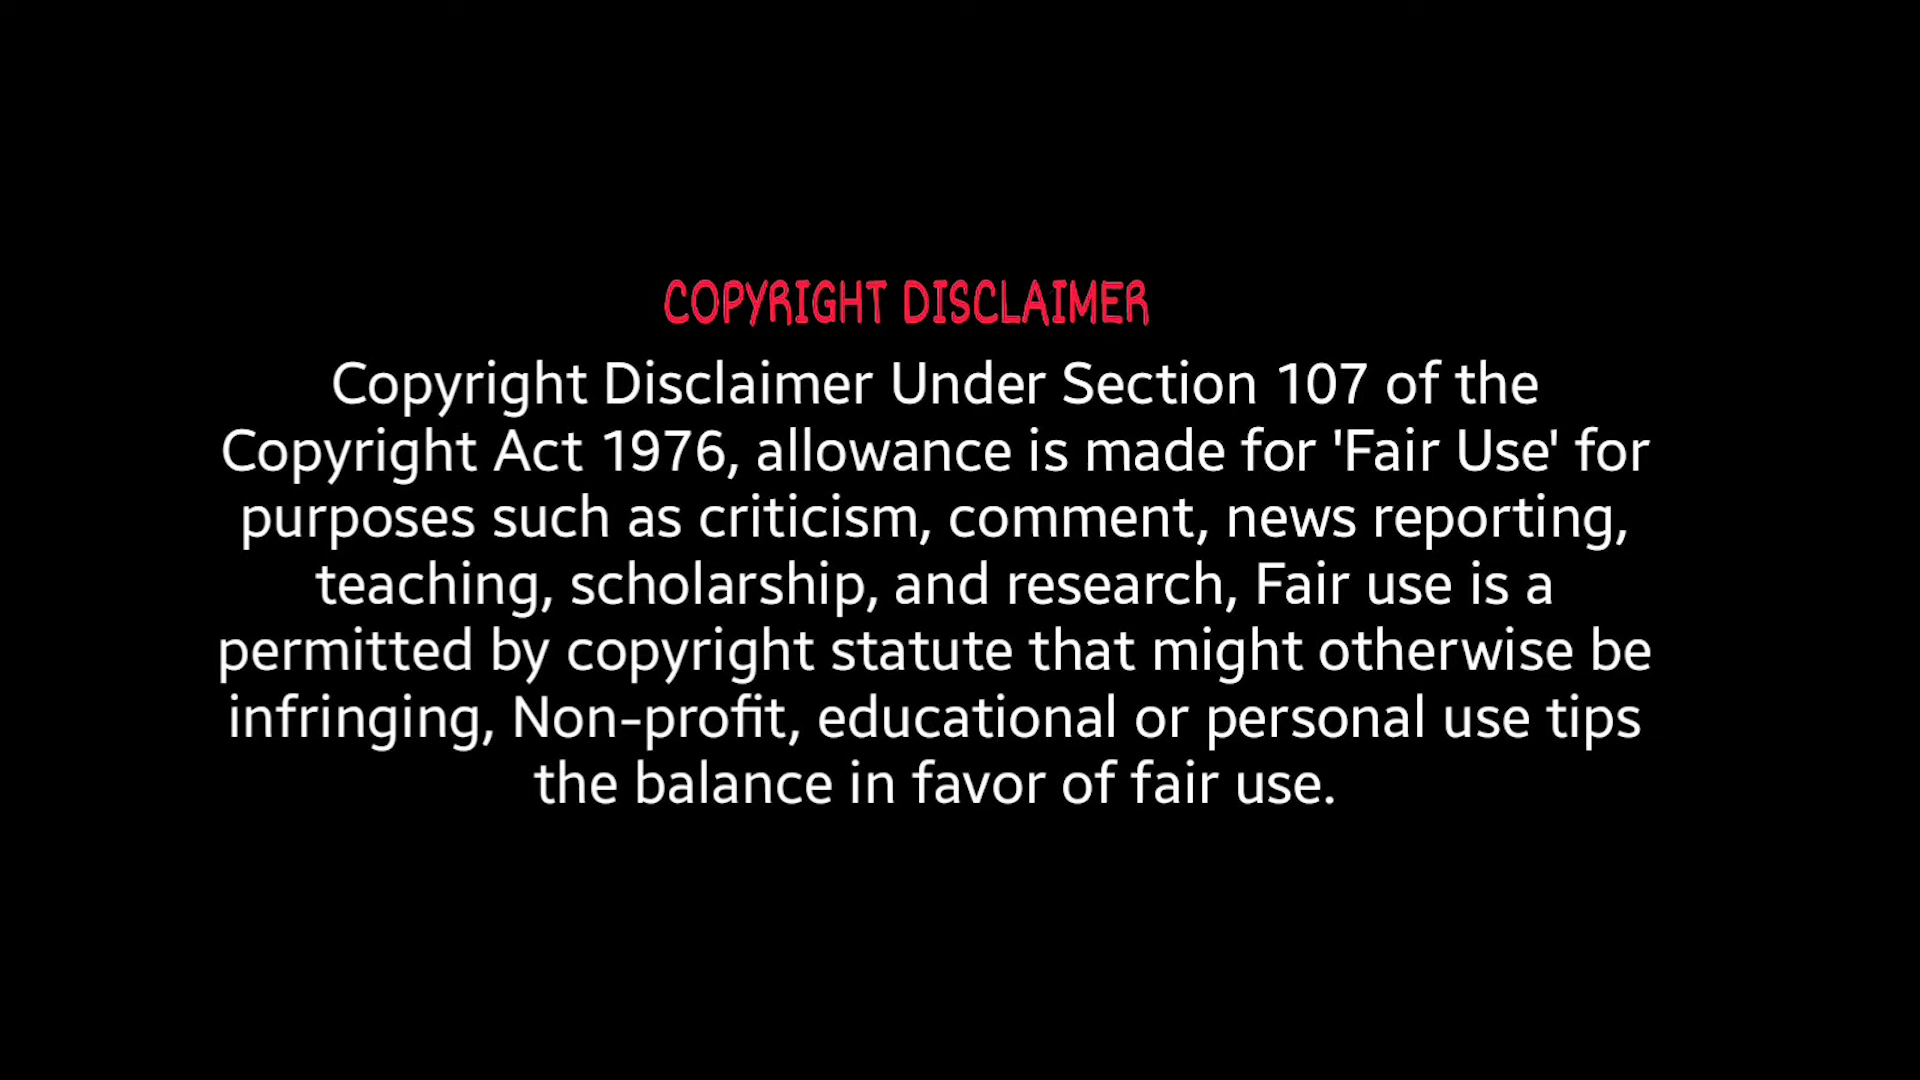 COPYRIGHT DISCLAIMER
Copyright Disclaimer Under Section 107 of the
Copyright Act 1976, allowance is made for 'Fair Use' for
purposes such as criticism, comment, news reporting,
teaching, scholarship, and research, Fair use is a
permitted by copyright statute that might otherwise be
infringing, Non-profit, educational or personal use tips
the balance in favor of fair use.